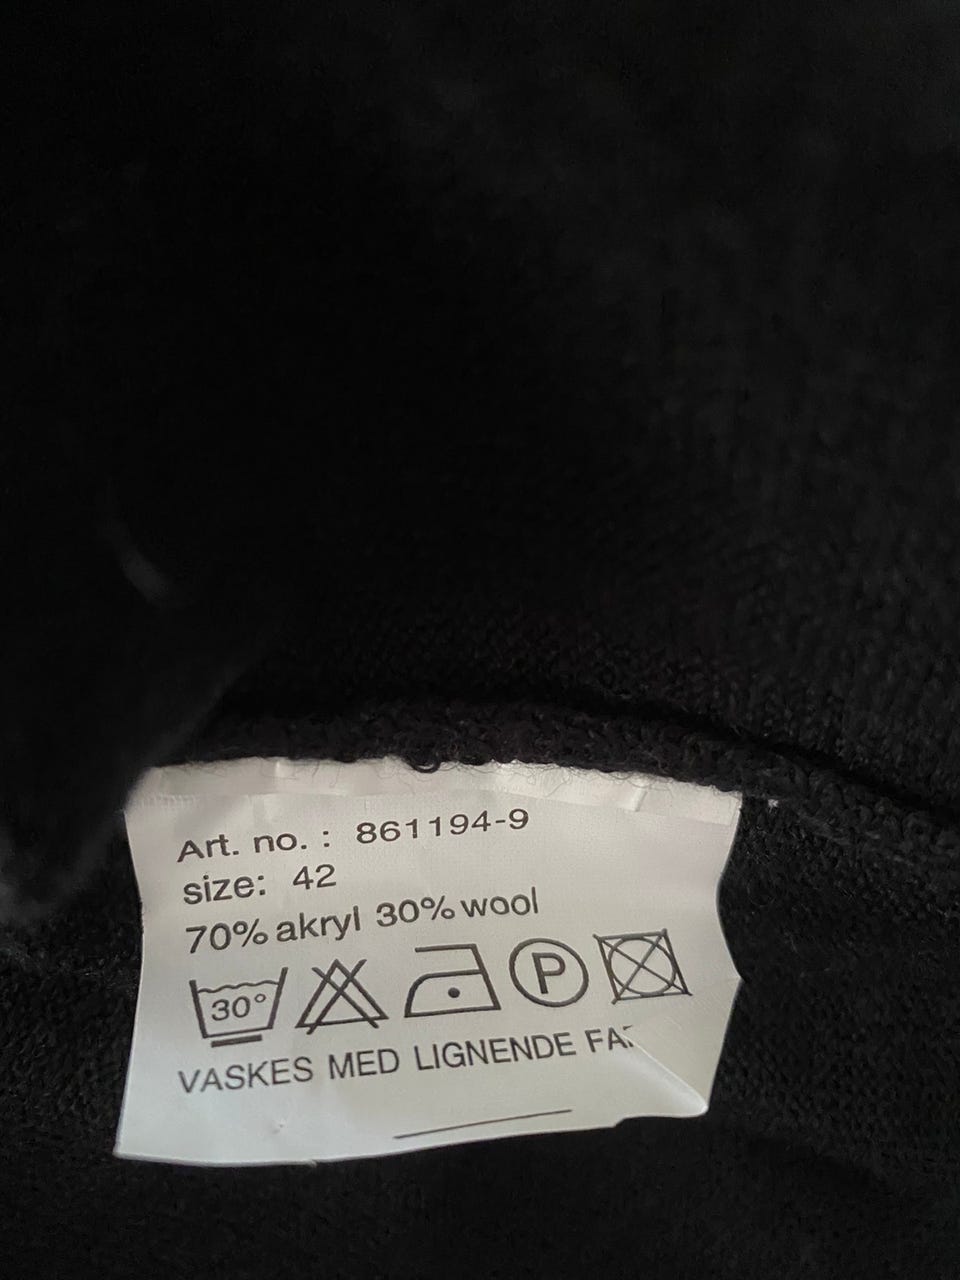 Art. no. : 861194-9
size: 42
70% akryl 30% wool
30°
P
VASKES MED LIGNENDE